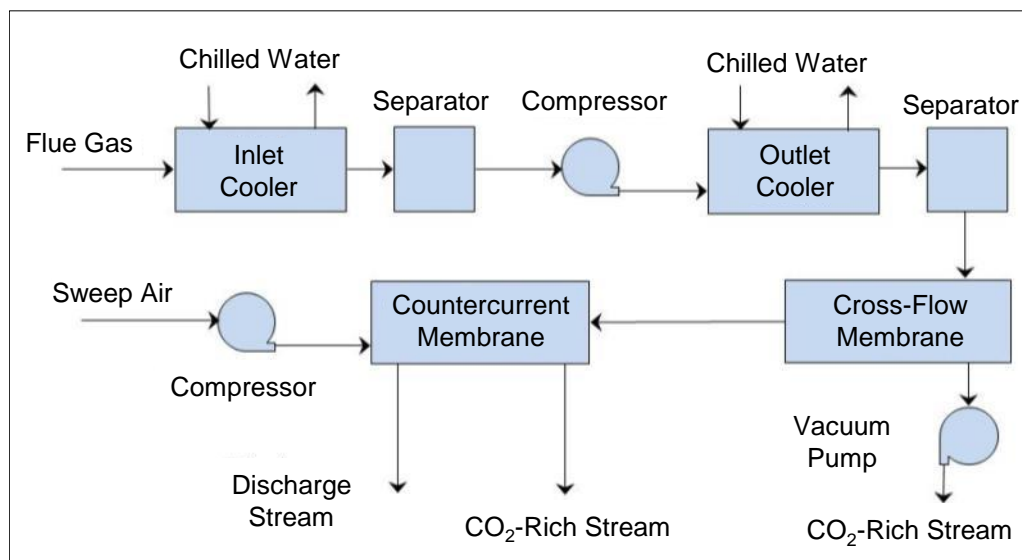 Chilled Water
Chilled Water
Separator
Compressor
Separator
Flue Gas
Inlet
Cooler
Outlet
Cooler
Sweep Air
Countercurrent
Membrane
Cross-Flow
Membrane
Compressor
Vacuum
Pump
Discharge
Stream
CO₂-Rich Stream
CO₂-Rich Stream